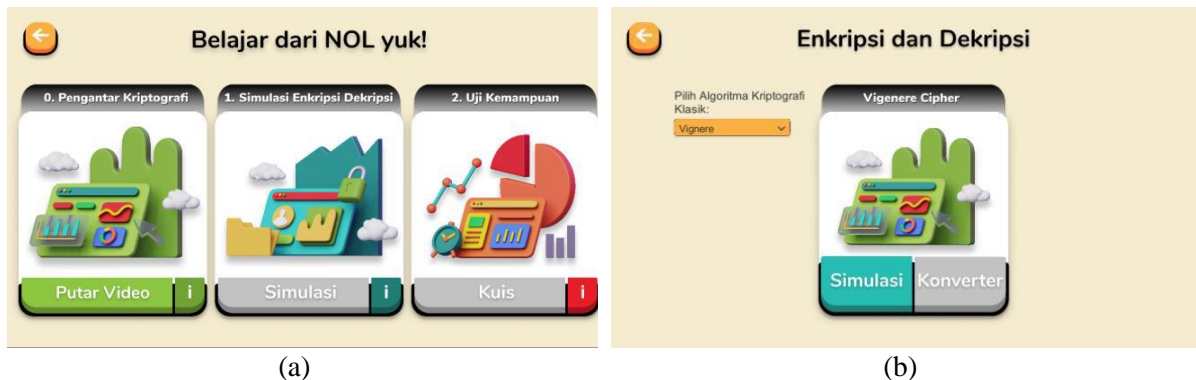 Belajar dari NOL yuk!
0. Pengantar Kriptografi
1. Simulasi Enkripsi Dekripsi
2. Uji Kemampuan
Putar Video
i
Simulasi
i
Kuis
i
(a)
Enkripsi dan Dekripsi
Pilih Algoritma Kriptografi
Klasik:
Vignere
Vigenere Cipher
Simulasi
Konverter
(b)